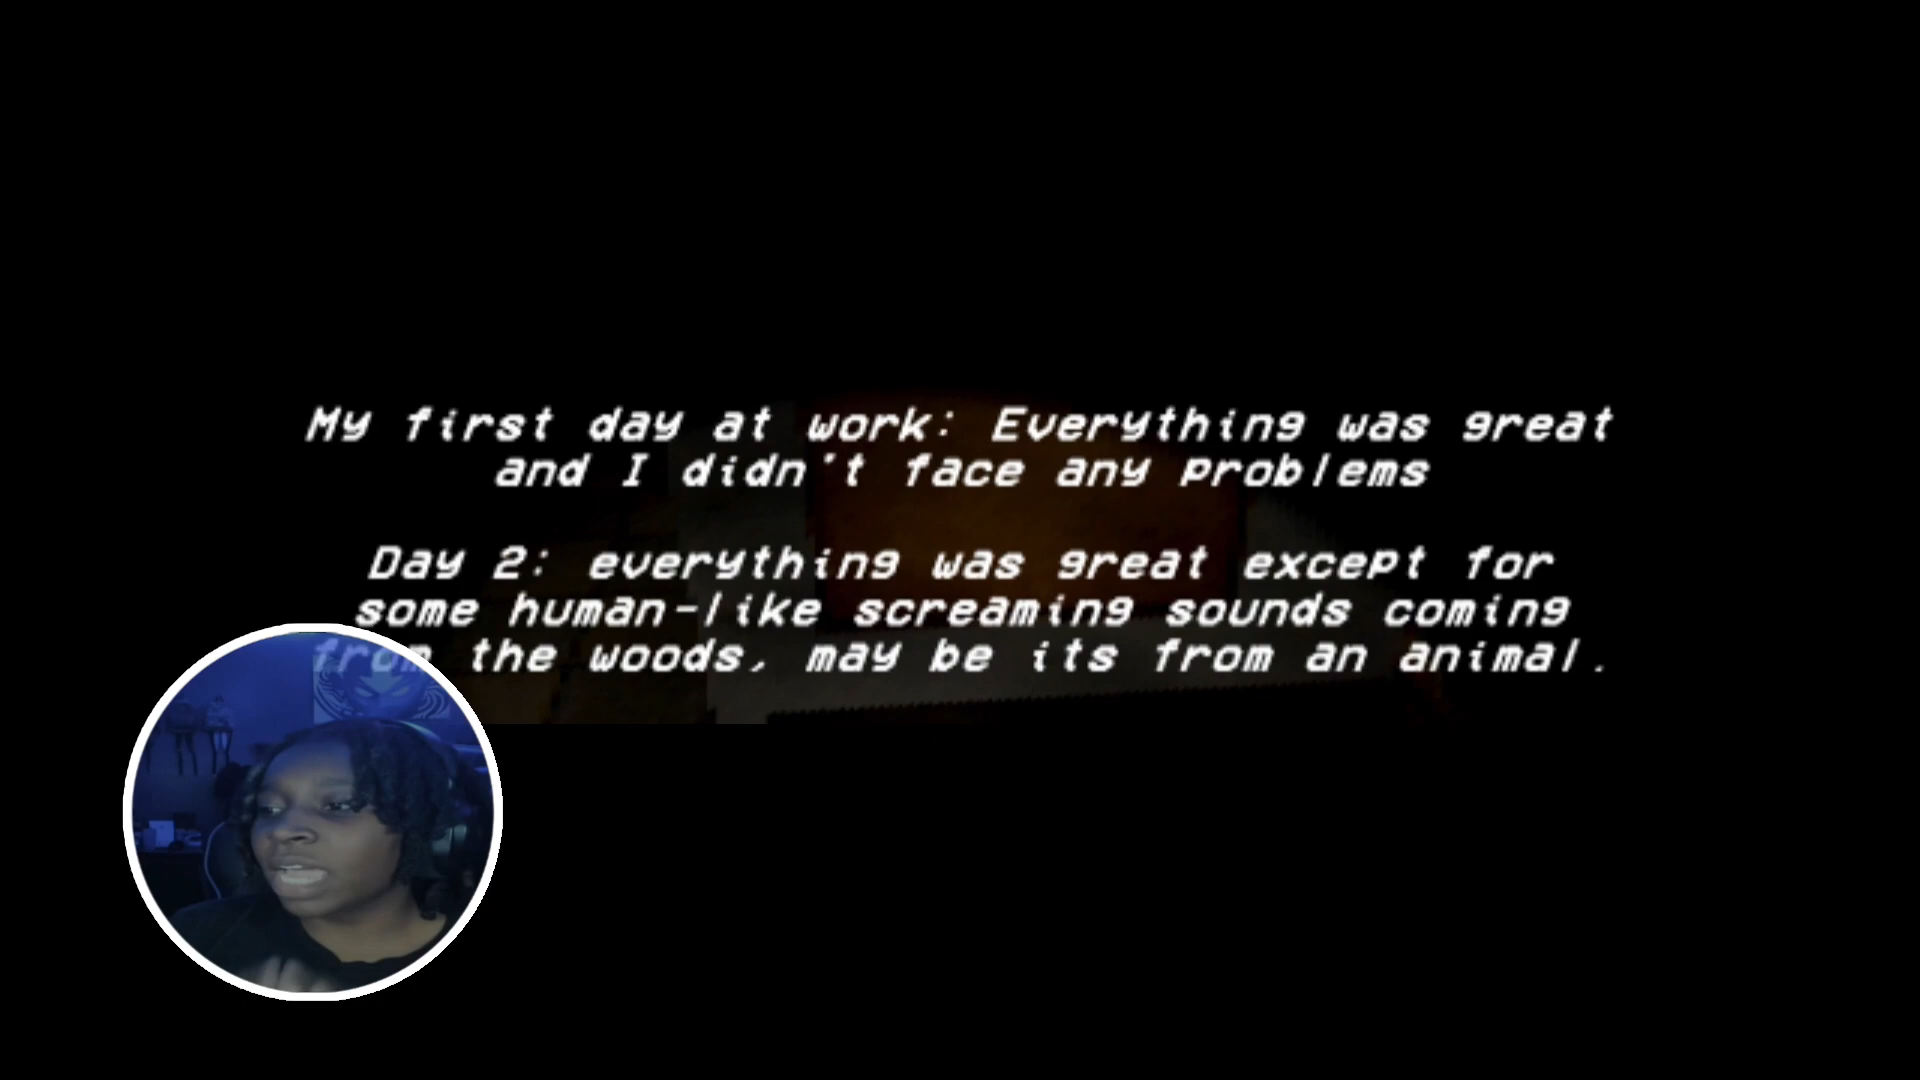 My first day at work: Everything was great
and I didn't face any problems
Day 2: everything was great except for
some human-like screaming sounds coming
from the woods, may be its from an animal.